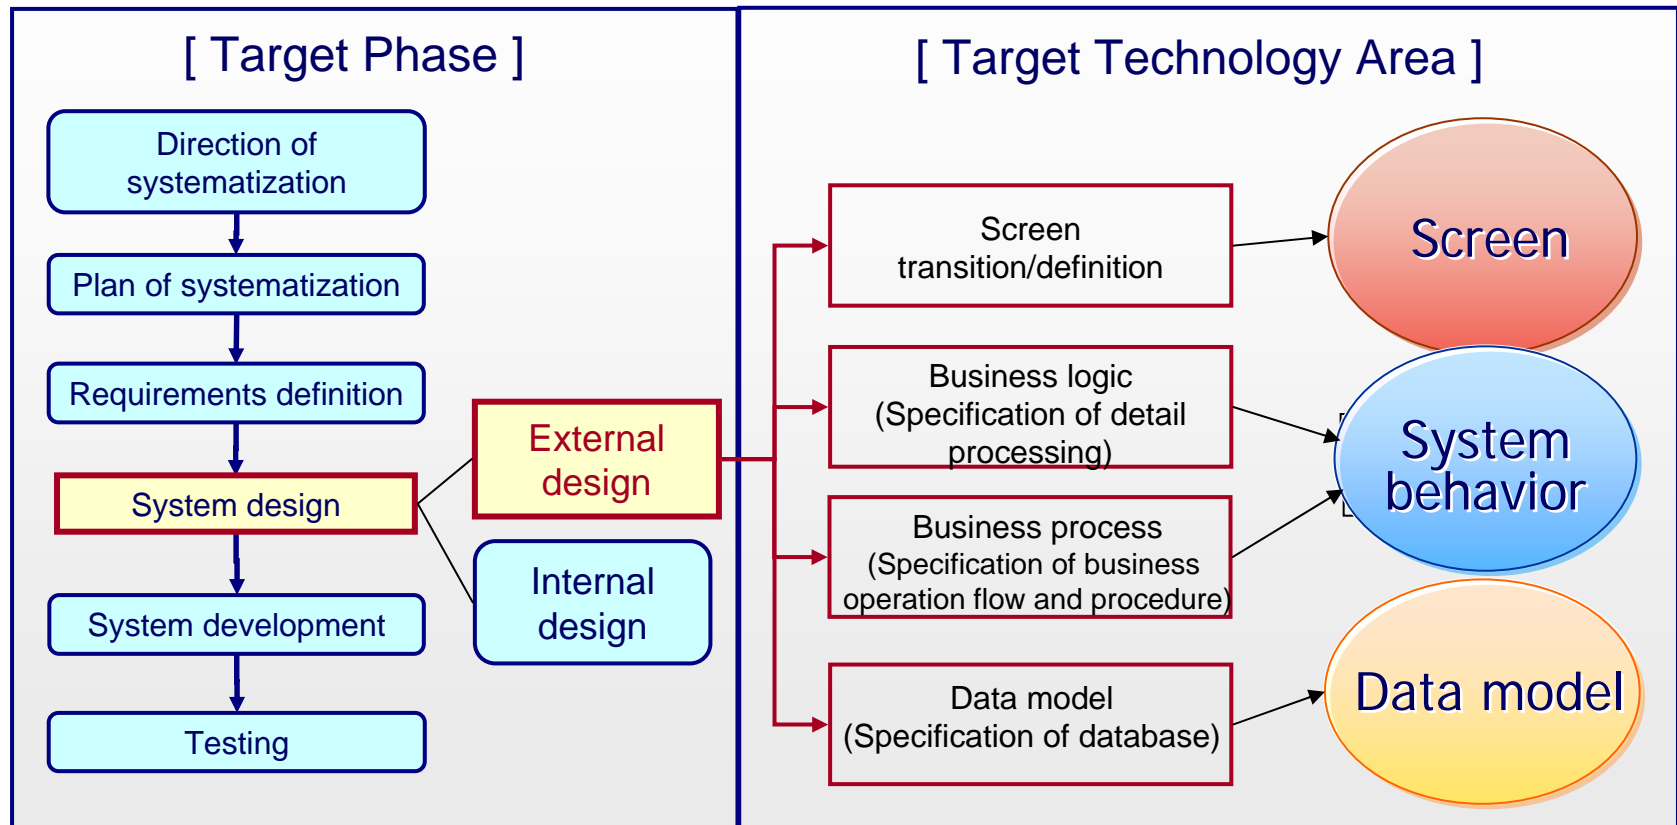 [ Target Phase ]
Direction of
systematization
Plan of systematization
Requirements definition
System design
System development
Testing
External
design
Internal
design
[ Target Technology Area ]
Screen
transition/definition
Business logic
(Specification of detail
processing)
Business process
(Specification of business
operation flow and procedure)
Data model
(Specification of database)
Screen
System
behavior
Data model